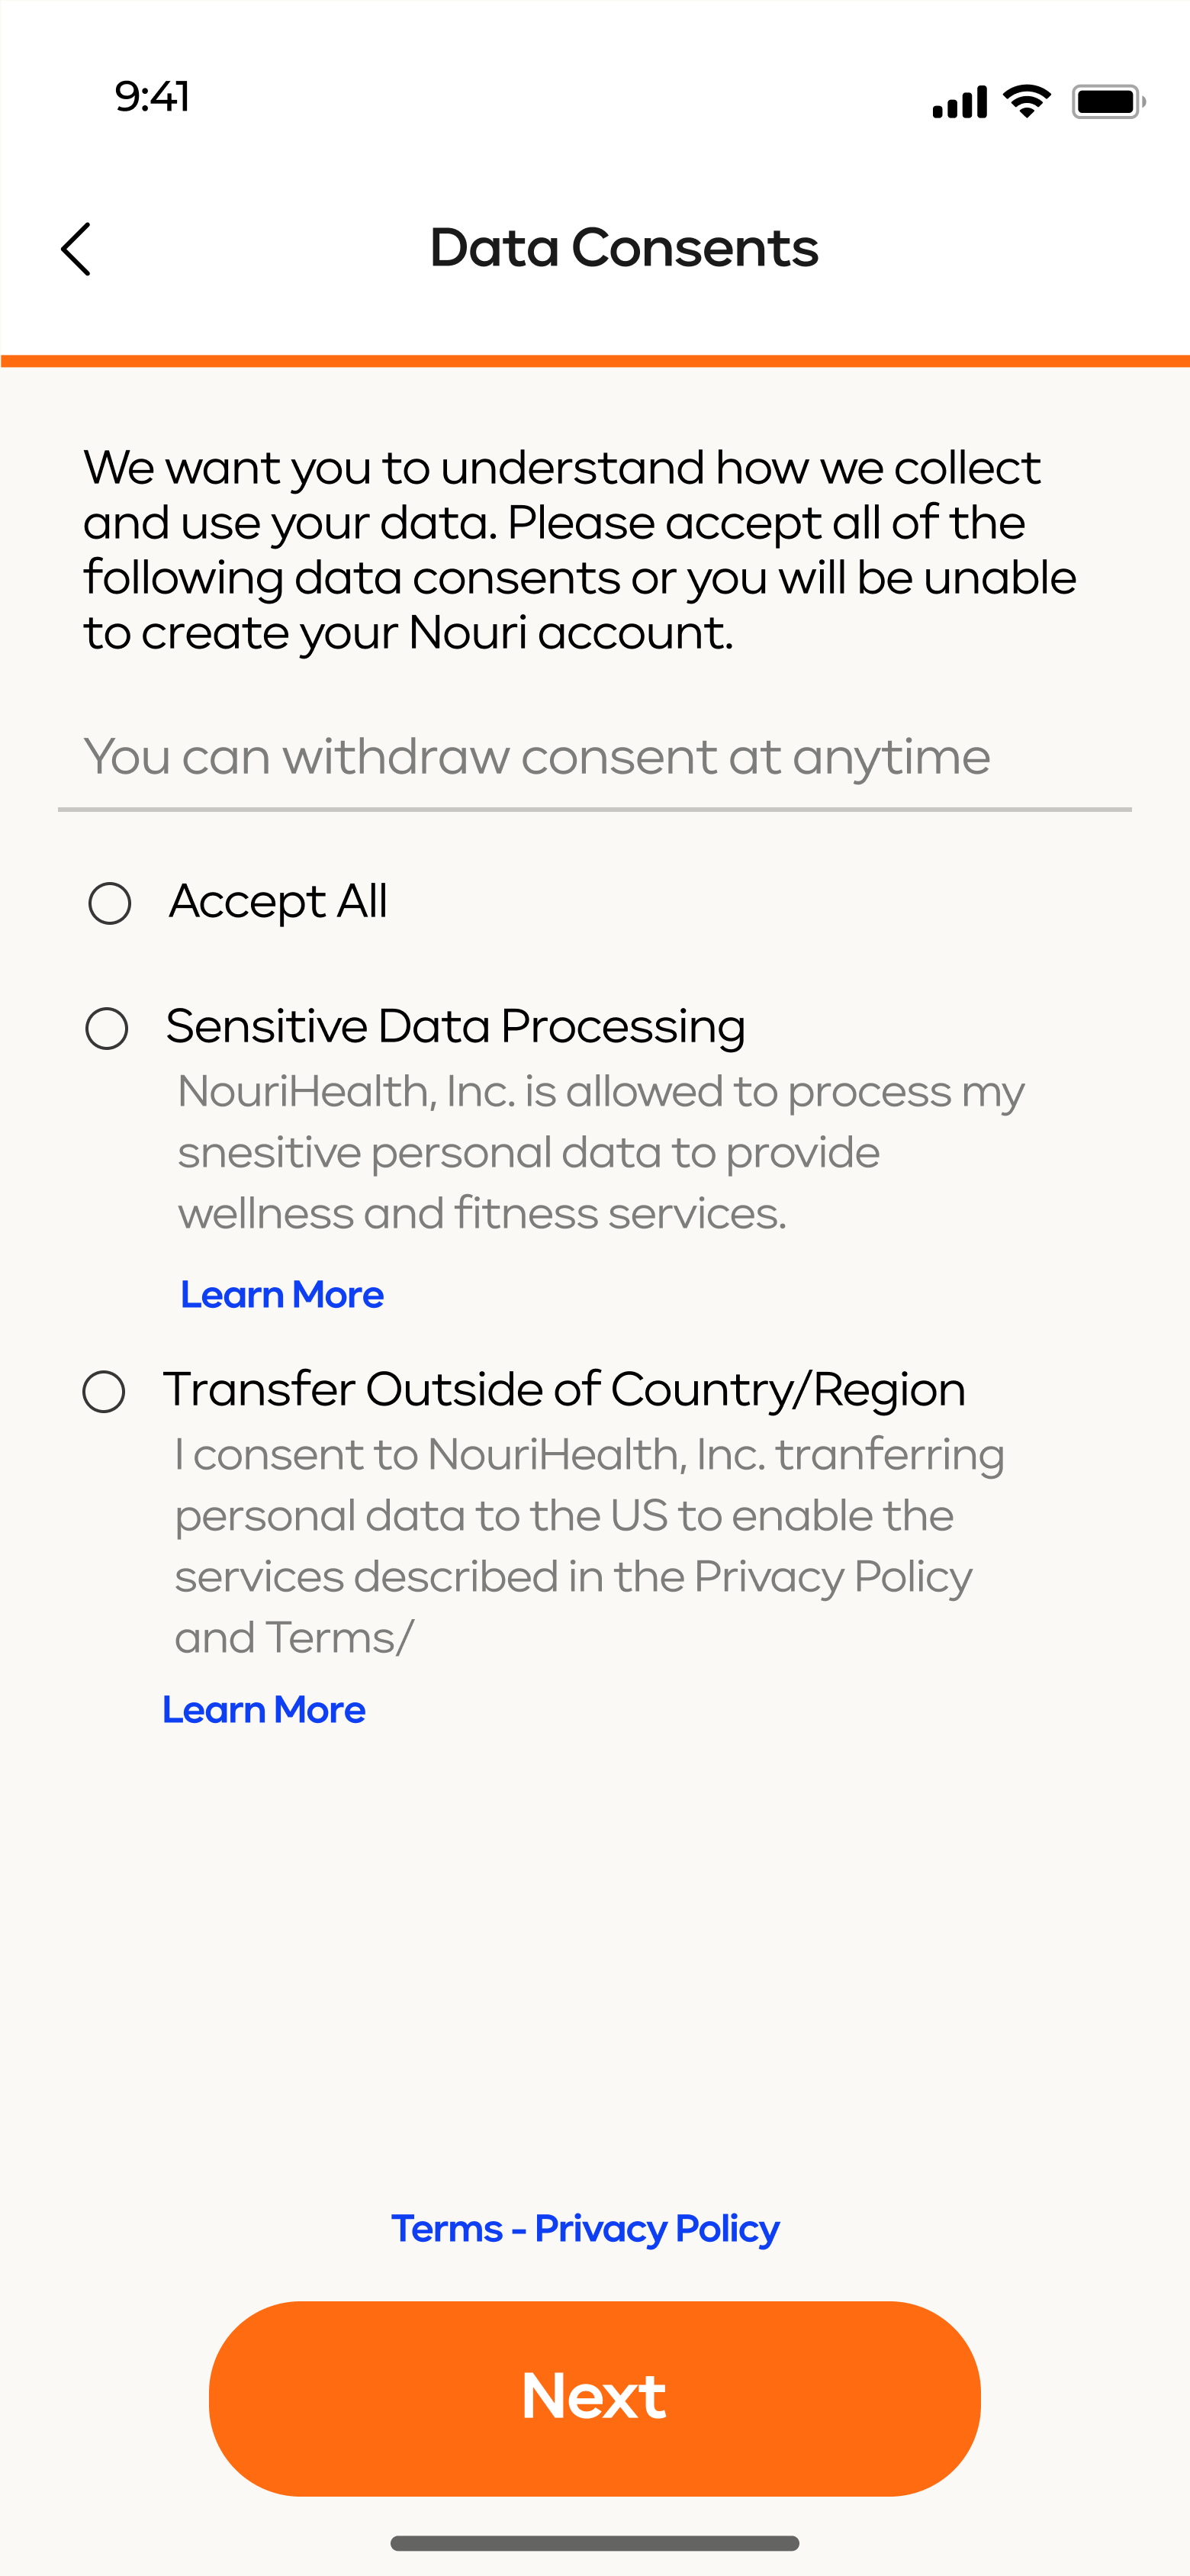 9:41
Data Consents
We want you to understand how we collect
and use your data. Please accept all of the
following data consents or you will be unable
to create your Nouri account.
You can withdraw consent at anytime
Accept All
Sensitive Data Processing
NouriHealth, Inc. is allowed to process my
snesitive personal data to provide
wellness and fitness services.
Learn More
Transfer Outside of Country/Region
I consent to NouriHealth, Inc. tranferring
personal data to the US to enable the
services described in the Privacy Policy
and Terms/
Learn More
Terms - Privacy Policy
Next